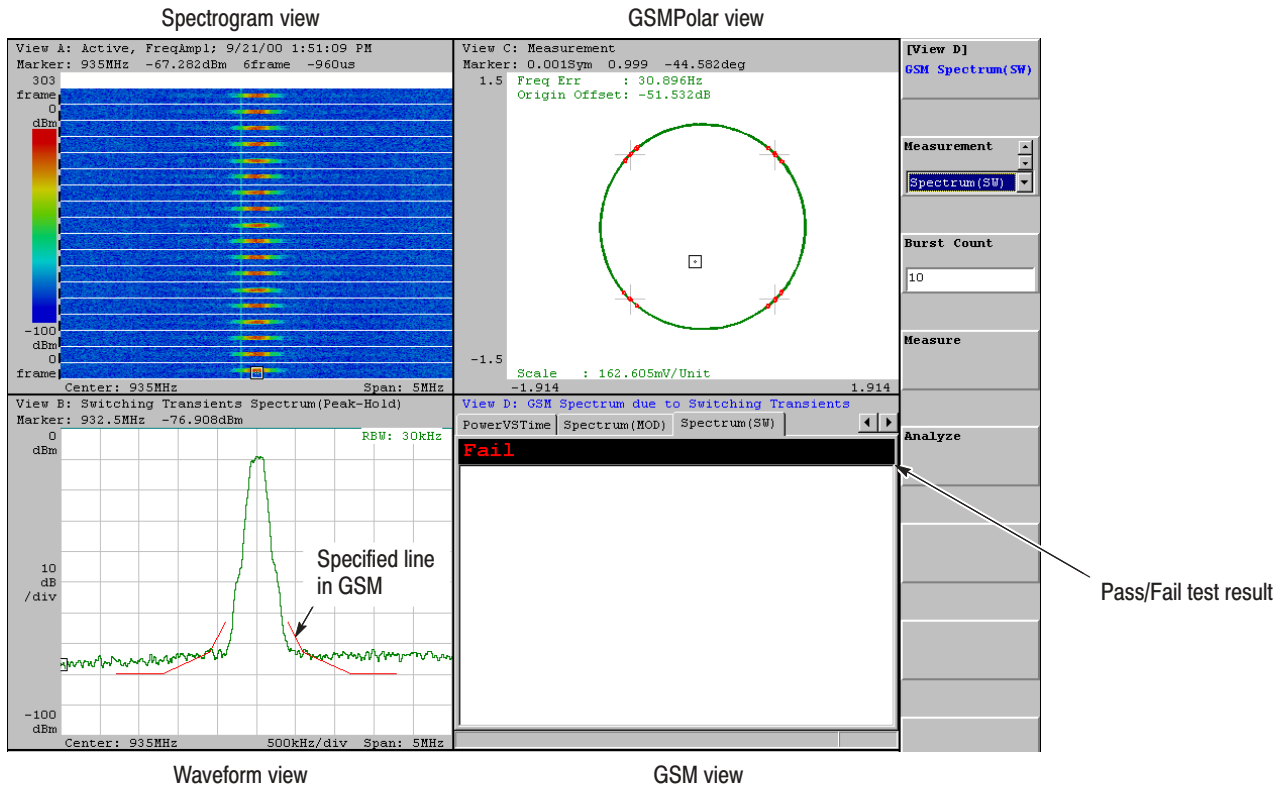 Spectrogram view
GSMPolar view
View A: Active, FreqAmpl; 9/21/00 1:51:09 PM
Marker: 935MHz -67.282dBm 6frame -960us
303
frame
0
dBm
-100
dBm
0
frame
Center: 935MHz Span: 5MHz
View C: Measurement
Marker: 0.001Sym 0.999 -44.582deg
1.5
Freq Err : 30.896Hz
Origin Offset: -51.532dB
-1.5
Scale : 162.605mV/Unit
-1.914 1.914
[View D]
GSM Spectrum(SW)
Measurement
Spectrum(SW)
Burst Count
10
Measure
Analyze
View B: Switching Transients Spectrum(Peak-Hold)
Marker: 932.5MHz -76.908dBm
0
dBm
RBW: 30kHz
10
dB
/div
Specified line
in GSM
-100
dBm
Center: 935MHz 500kHz/div Span: 5MHz
View D: GSM Spectrum due to Switching Transients
PowerVSTime Spectrum(MOD) Spectrum(SW)
Fail
Pass/Fail test result
Waveform view
GSM view